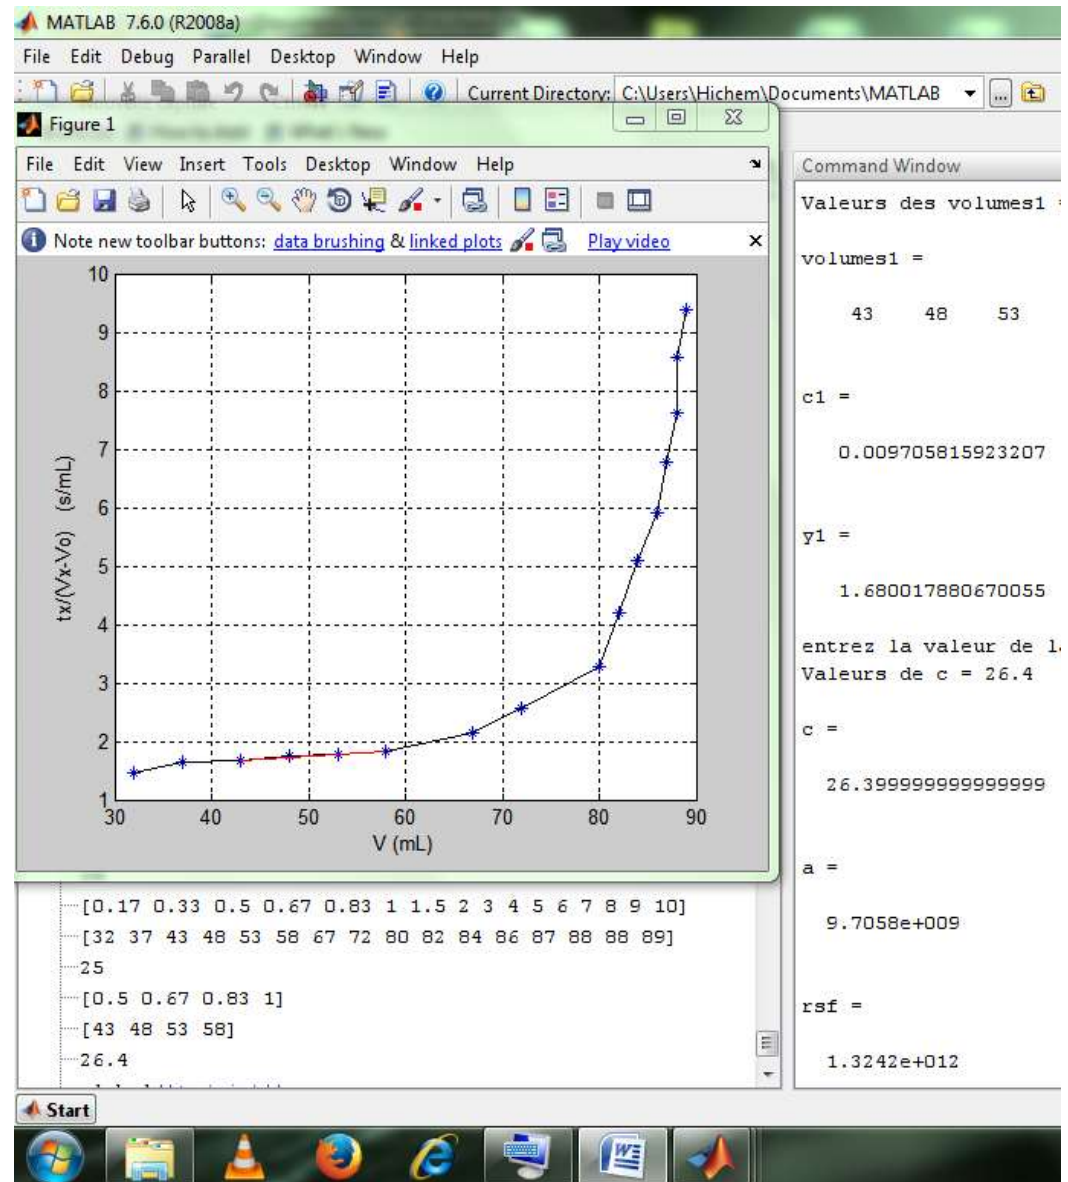 MATLAB 7.6.0 (R2008a)
File Edit Debug Parallel Desktop Window Help
Current Directory: C:\Users\Hichem\Documents\MATLAB ...
Figure 1
File Edit View Insert Tools Desktop Window Help
Note new toolbar buttons: data brushing & linked plots Play video
10
9
8
7
6
5
4
3
2
1
30 40 50 60 70 80 90
tx/(Vx-Vo) (s/mL)
V (mL)
[0.17 0.33 0.5 0.67 0.83 1 1.5 2 3 4 5 6 7 8 9 10]
[32 37 43 48 53 58 67 72 80 82 84 86 87 88 88 89]
25
[0.5 0.67 0.83 1]
[43 48 53 58]
26.4
Command Window
Valeurs des volumes1 =
volumes1 =
43 48 53
c1 =
0.009705815923207
y1 =
1.680017880670055
entrez la valeur de
Valeurs de c = 26.4
c =
26.399999999999999
a =
9.7058e+009
rsf =
1.3242e+012
Start